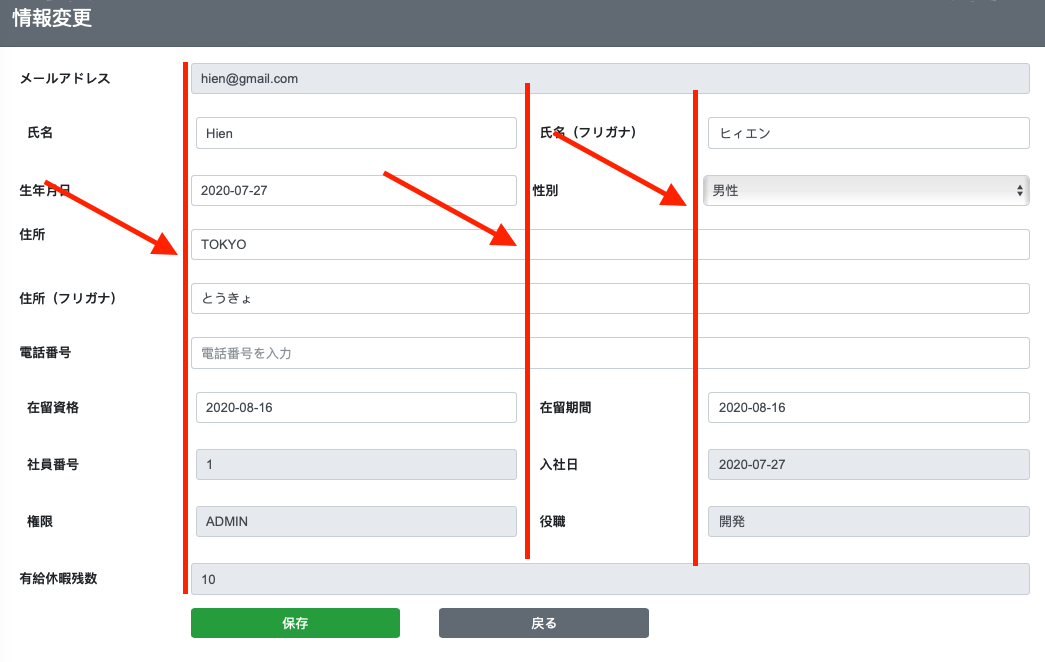 情報変更
メールアドレス hien@gmail.com
氏名 Hien 氏名（フリガナ） ヒィエン
生年月日 2020-07-27 性別 男性
住所 TOKYO
住所（フリガナ） とうきょ
電話番号 電話番号を入力
在留資格 2020-08-16 在留期間 2020-08-16
社員番号 1 入社日 2020-07-27
権限 ADMIN 役職 開発
有給休暇残数 10
保存 戻る